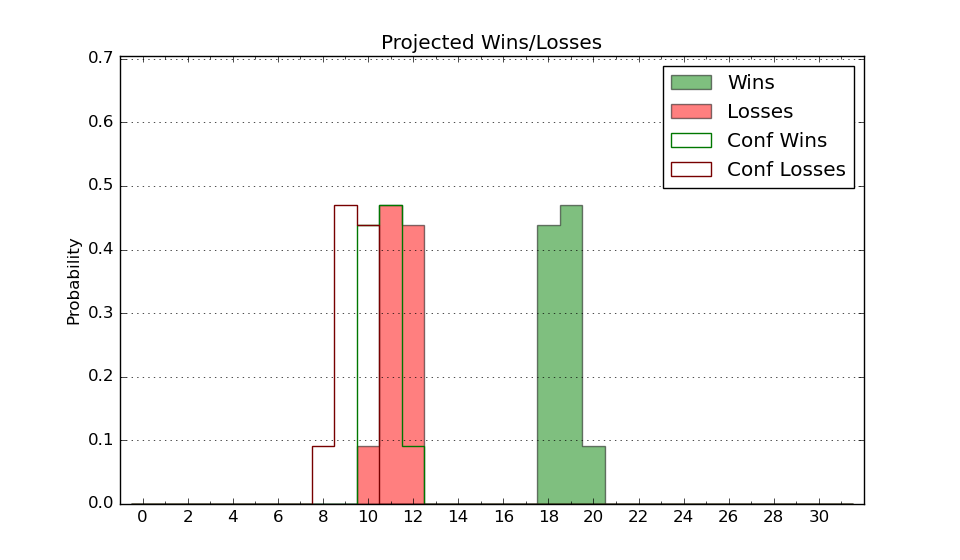 Projected Wins/Losses
0.7
0.6
0.5
0.4
0.3
0.2
0.1
0.0
Probability
Wins
Losses
Conf Wins
Conf Losses
0 2 4 6 8 10 12 14 16 18 20 22 24 26 28 30